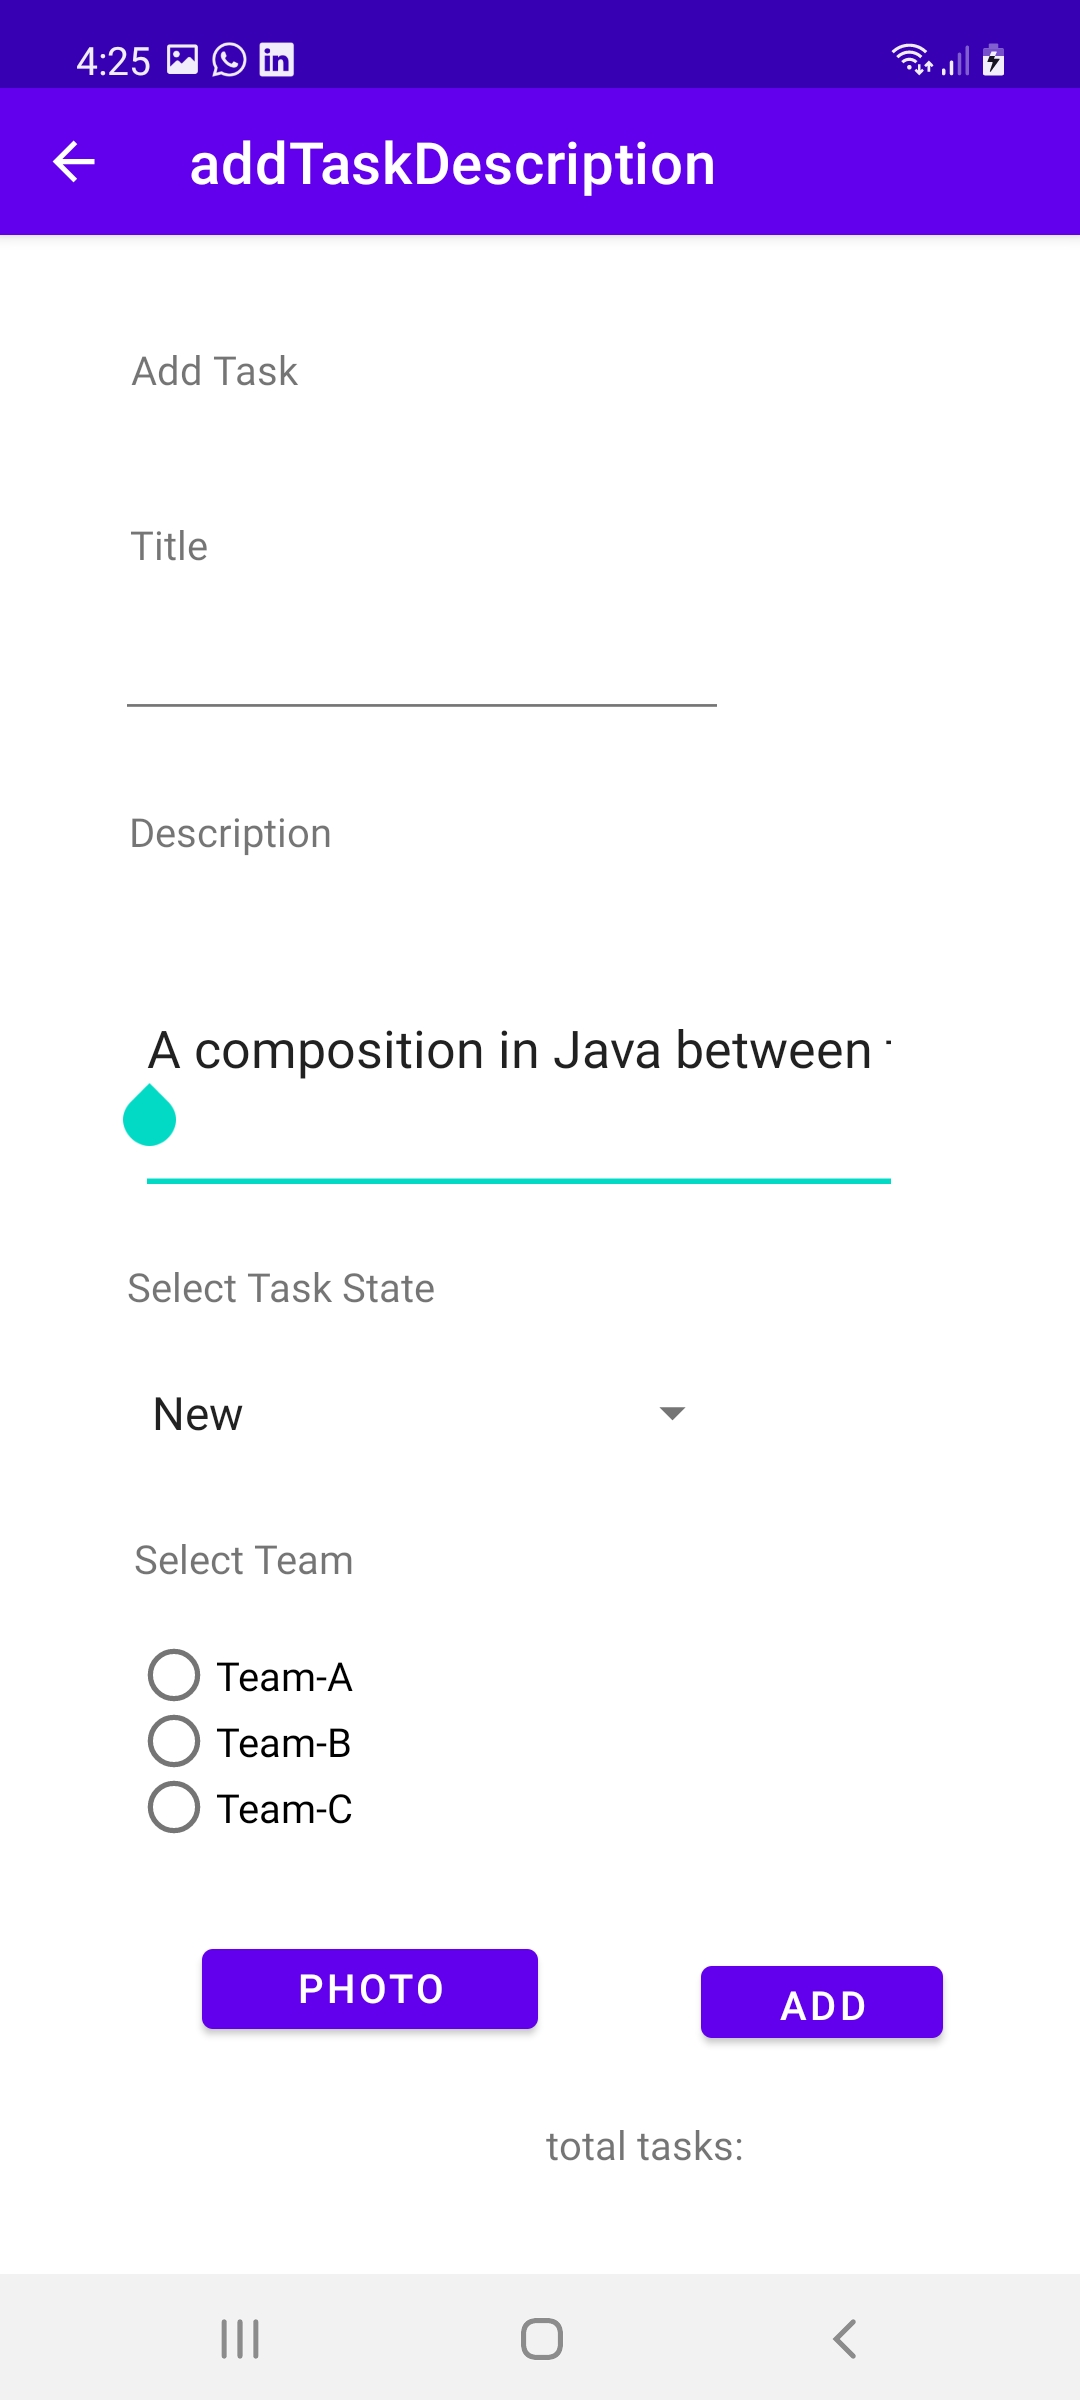 4:25
addTaskDescription
Add Task
Title
Description
A composition in Java between
Select Task State
New
Select Team
Team-A
Team-B
Team-C
PHOTO
ADD
total tasks: